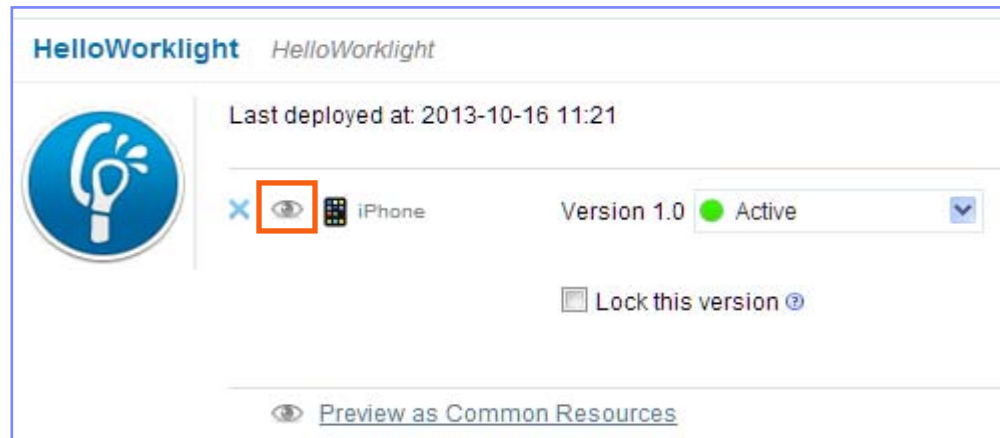 HelloWorklight HelloWorklight
Last deployed at: 2013-10-16 11:21
iPhone Version 1.0 Active
Lock this version
Preview as Common Resources